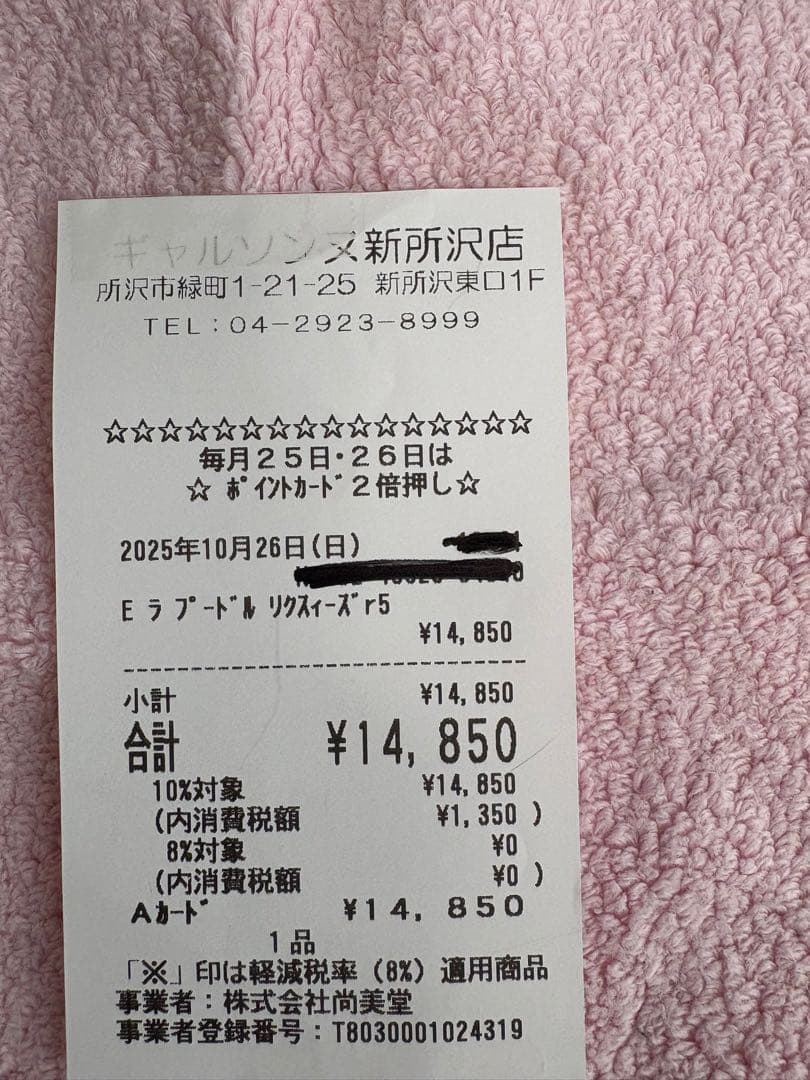 ギャルソンヌ新所沢店
所沢市緑町1-21-25 新所沢東口1F
TEL:04-2923-8999
☆☆☆☆☆☆☆☆☆☆☆☆☆☆☆☆
毎月25日・26日は
☆ ﾎﾟｲﾝﾄｶｰﾄﾞ2倍押し☆
2025年10月26日(日)
E ラ プードル リクスィーズr5
¥14,850
小計 ¥14,850
合計 ¥14,850
10%対象 ¥14,850
(内消費税額 ¥1,350 )
8%対象 ¥0
(内消費税額 ¥0 )
Aｶｰﾄﾞ ¥14,850
1品
「※」印は軽減税率(8%)適用商品
事業者:株式会社尚美堂
事業者登録番号:T8030001024319